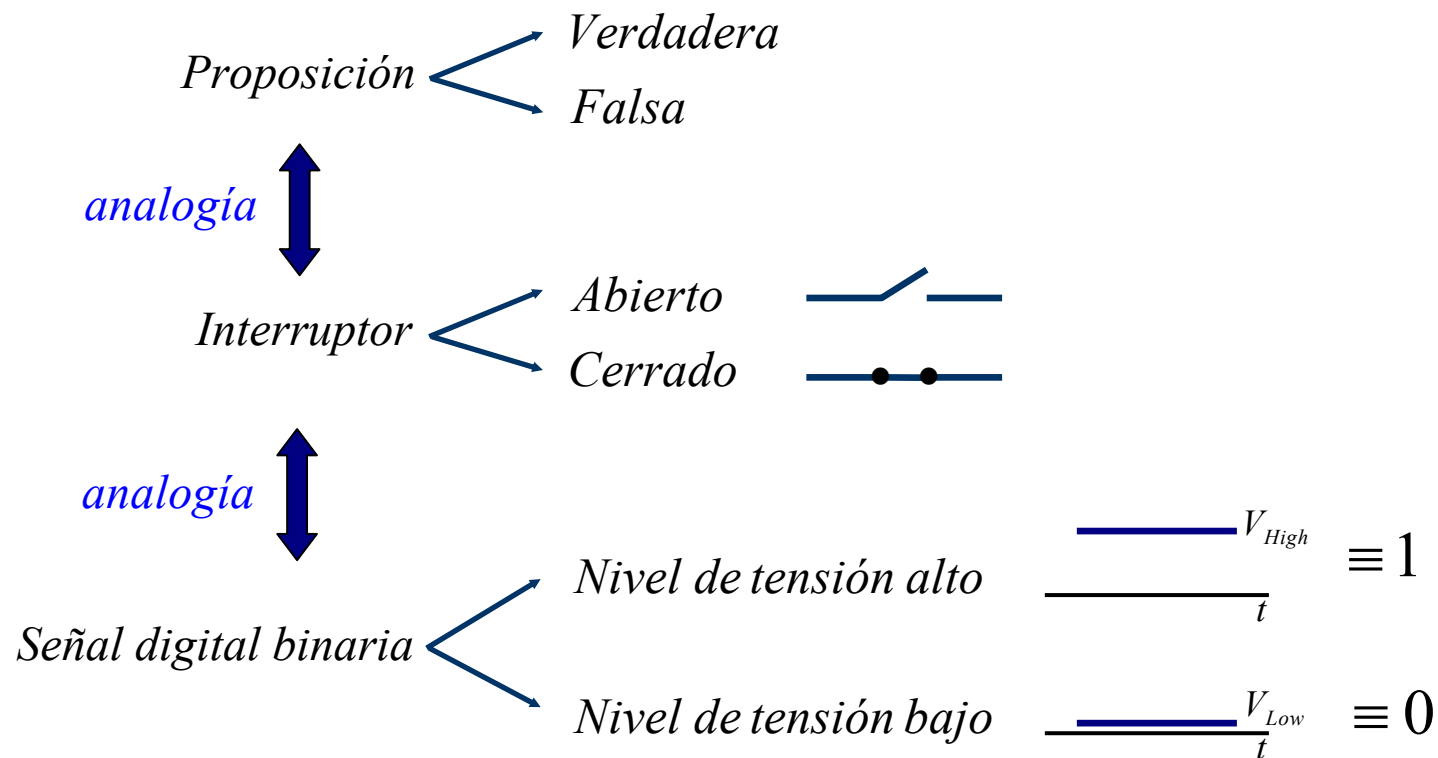 Verdadera
Proposición
Falsa
analogía
Abierto
Interruptor
Cerrado
analogía
V_High
≡ 1
Nivel de tensión alto
t
Señal digital binaria
Nivel de tensión bajo
V_Low
≡ 0
t